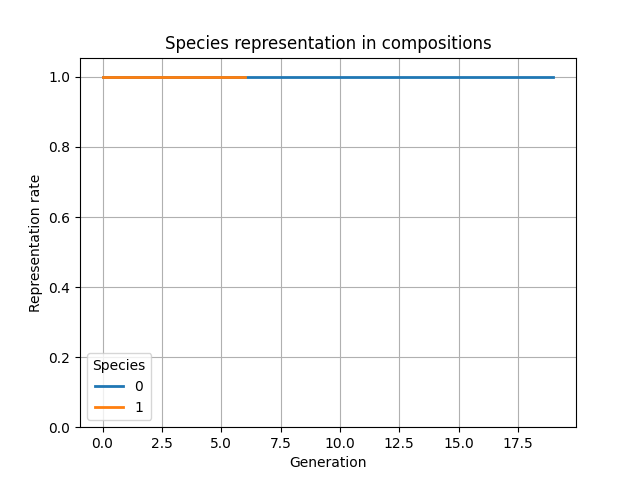 Species representation in compositions
Representation rate
1.0
0.8
0.6
0.4
0.2
0.0
Species
0
1
0.0 2.5 5.0 7.5 10.0 12.5 15.0 17.5
Generation